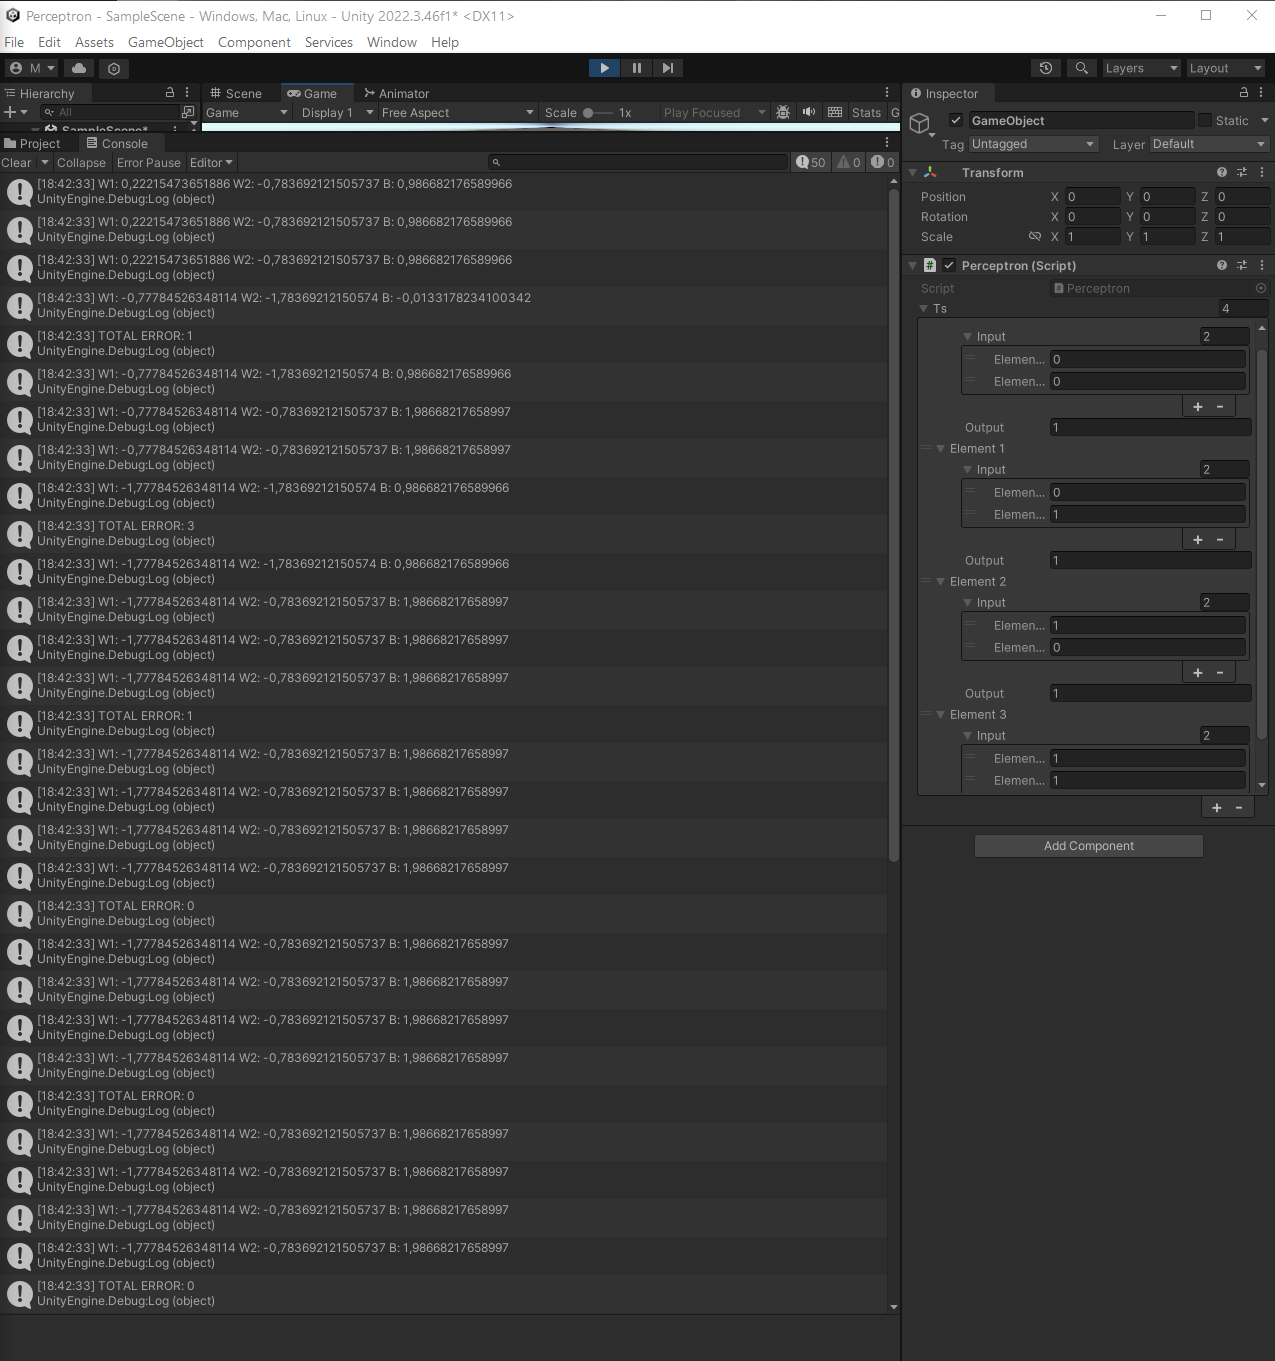 Perceptron - SampleScene - Windows, Mac, Linux - Unity 2022.3.46f1* <DX11>
File Edit Assets GameObject Component Services Window Help
M Layers Layout
Hierarchy
All
SampleScene*
Scene Game Animator
Game Display 1 Free Aspect Scale 1x Play Focused Stats G
Project Console
Clear Collapse Error Pause Editor 50 0 0
[18:42:33] W1: 0,22215473651886 W2: -0,783692121505737 B: 0,986682176589966
UnityEngine.Debug:Log (object)
[18:42:33] W1: 0,22215473651886 W2: -0,783692121505737 B: 0,986682176589966
UnityEngine.Debug:Log (object)
[18:42:33] W1: 0,22215473651886 W2: -0,783692121505737 B: 0,986682176589966
UnityEngine.Debug:Log (object)
[18:42:33] W1: -0,77784526348114 W2: -1,78369212150574 B: -0,0133178234100342
UnityEngine.Debug:Log (object)
[18:42:33] TOTAL ERROR: 1
UnityEngine.Debug:Log (object)
[18:42:33] W1: -0,77784526348114 W2: -1,78369212150574 B: 0,986682176589966
UnityEngine.Debug:Log (object)
[18:42:33] W1: -0,77784526348114 W2: -0,783692121505737 B: 1,98668217658997
UnityEngine.Debug:Log (object)
[18:42:33] W1: -0,77784526348114 W2: -0,783692121505737 B: 1,98668217658997
UnityEngine.Debug:Log (object)
[18:42:33] W1: -1,77784526348114 W2: -1,78369212150574 B: 0,986682176589966
UnityEngine.Debug:Log (object)
[18:42:33] TOTAL ERROR: 3
UnityEngine.Debug:Log (object)
[18:42:33] W1: -1,77784526348114 W2: -1,78369212150574 B: 0,986682176589966
UnityEngine.Debug:Log (object)
[18:42:33] W1: -1,77784526348114 W2: -0,783692121505737 B: 1,98668217658997
UnityEngine.Debug:Log (object)
[18:42:33] W1: -1,77784526348114 W2: -0,783692121505737 B: 1,98668217658997
UnityEngine.Debug:Log (object)
[18:42:33] W1: -1,77784526348114 W2: -0,783692121505737 B: 1,98668217658997
UnityEngine.Debug:Log (object)
[18:42:33] TOTAL ERROR: 1
UnityEngine.Debug:Log (object)
[18:42:33] W1: -1,77784526348114 W2: -0,783692121505737 B: 1,98668217658997
UnityEngine.Debug:Log (object)
[18:42:33] W1: -1,77784526348114 W2: -0,783692121505737 B: 1,98668217658997
UnityEngine.Debug:Log (object)
[18:42:33] W1: -1,77784526348114 W2: -0,783692121505737 B: 1,98668217658997
UnityEngine.Debug:Log (object)
[18:42:33] W1: -1,77784526348114 W2: -0,783692121505737 B: 1,98668217658997
UnityEngine.Debug:Log (object)
[18:42:33] TOTAL ERROR: 0
UnityEngine.Debug:Log (object)
[18:42:33] W1: -1,77784526348114 W2: -0,783692121505737 B: 1,98668217658997
UnityEngine.Debug:Log (object)
[18:42:33] W1: -1,77784526348114 W2: -0,783692121505737 B: 1,98668217658997
UnityEngine.Debug:Log (object)
[18:42:33] W1: -1,77784526348114 W2: -0,783692121505737 B: 1,98668217658997
UnityEngine.Debug:Log (object)
[18:42:33] W1: -1,77784526348114 W2: -0,783692121505737 B: 1,98668217658997
UnityEngine.Debug:Log (object)
[18:42:33] TOTAL ERROR: 0
UnityEngine.Debug:Log (object)
[18:42:33] W1: -1,77784526348114 W2: -0,783692121505737 B: 1,98668217658997
UnityEngine.Debug:Log (object)
[18:42:33] W1: -1,77784526348114 W2: -0,783692121505737 B: 1,98668217658997
UnityEngine.Debug:Log (object)
[18:42:33] W1: -1,77784526348114 W2: -0,783692121505737 B: 1,98668217658997
UnityEngine.Debug:Log (object)
[18:42:33] W1: -1,77784526348114 W2: -0,783692121505737 B: 1,98668217658997
UnityEngine.Debug:Log (object)
[18:42:33] TOTAL ERROR: 0
UnityEngine.Debug:Log (object)
Inspector
GameObject Static
Tag Untagged Layer Default
Transform
Position X 0 Y 0 Z 0
Rotation X 0 Y 0 Z 0
Scale X 1 Y 1 Z 1
# Perceptron (Script)
Script Perceptron
Ts 4
Input 2
Elemen... 0
Elemen... 0
+ -
Output 1
Element 1
Input 2
Elemen... 0
Elemen... 1
+ -
Output 1
Element 2
Input 2
Elemen... 1
Elemen... 0
+ -
Output 1
Element 3
Input 2
Elemen... 1
Elemen... 1
+ -
Add Component